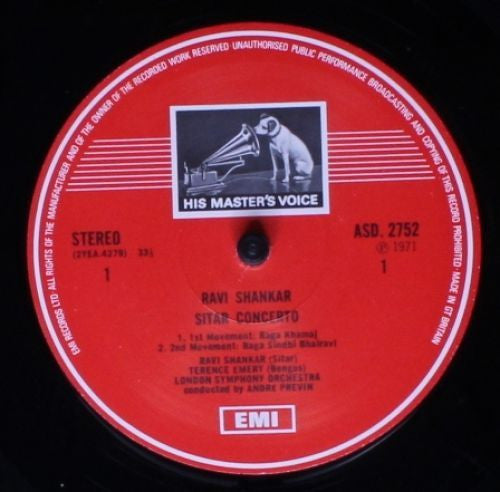 EMI RECORDS LTD ALL RIGHTS OF THE MANUFACTURER AND OF THE OWNER OF THE RECORDED WORK RESERVED · UNAUTHORISED PUBLIC PERFORMANCE BROADCASTING AND COPYING OF THIS RECORD PROHIBITED · MADE IN GT BRITAIN
HIS MASTER'S VOICE
STEREO
(2YEA.4279) 33⅓
1
ASD. 2752
℗ 1971
1
RAVI SHANKAR
SITAR CONCERTO
1. 1st Movement: Raga Khamaj
2. 2nd Movement: Raga Sindhi Bhairavi
RAVI SHANKAR (Sitar)
TERENCE EMERY (Bongos)
LONDON SYMPHONY ORCHESTRA
conducted by ANDRE PREVIN
EMI